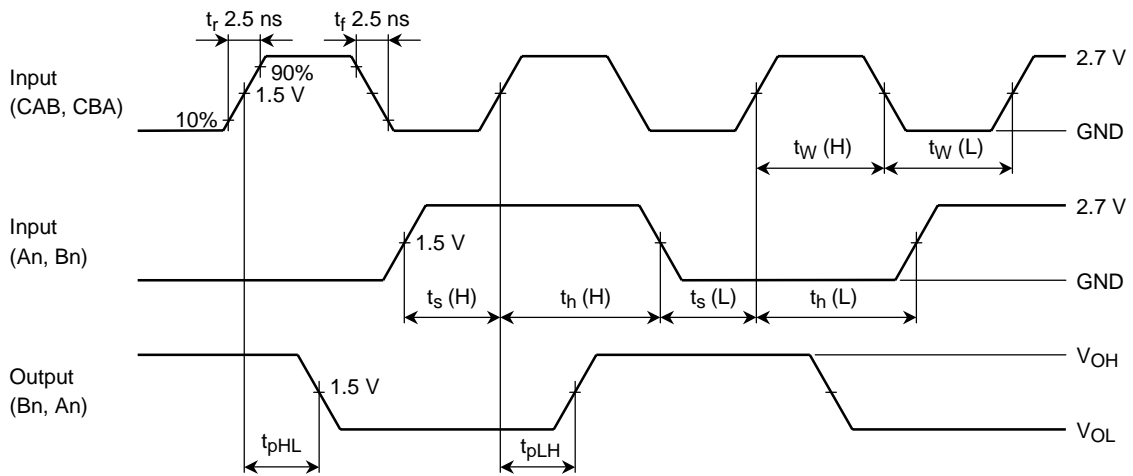 tr 2.5 ns
tf 2.5 ns
Input
(CAB, CBA)
10%
90%
1.5 V
2.7 V
GND
tW (H)
tW (L)
Input
(An, Bn)
1.5 V
2.7 V
GND
ts (H)
th (H)
ts (L)
th (L)
Output
(Bn, An)
1.5 V
VOH
VOL
tpHL
tpLH